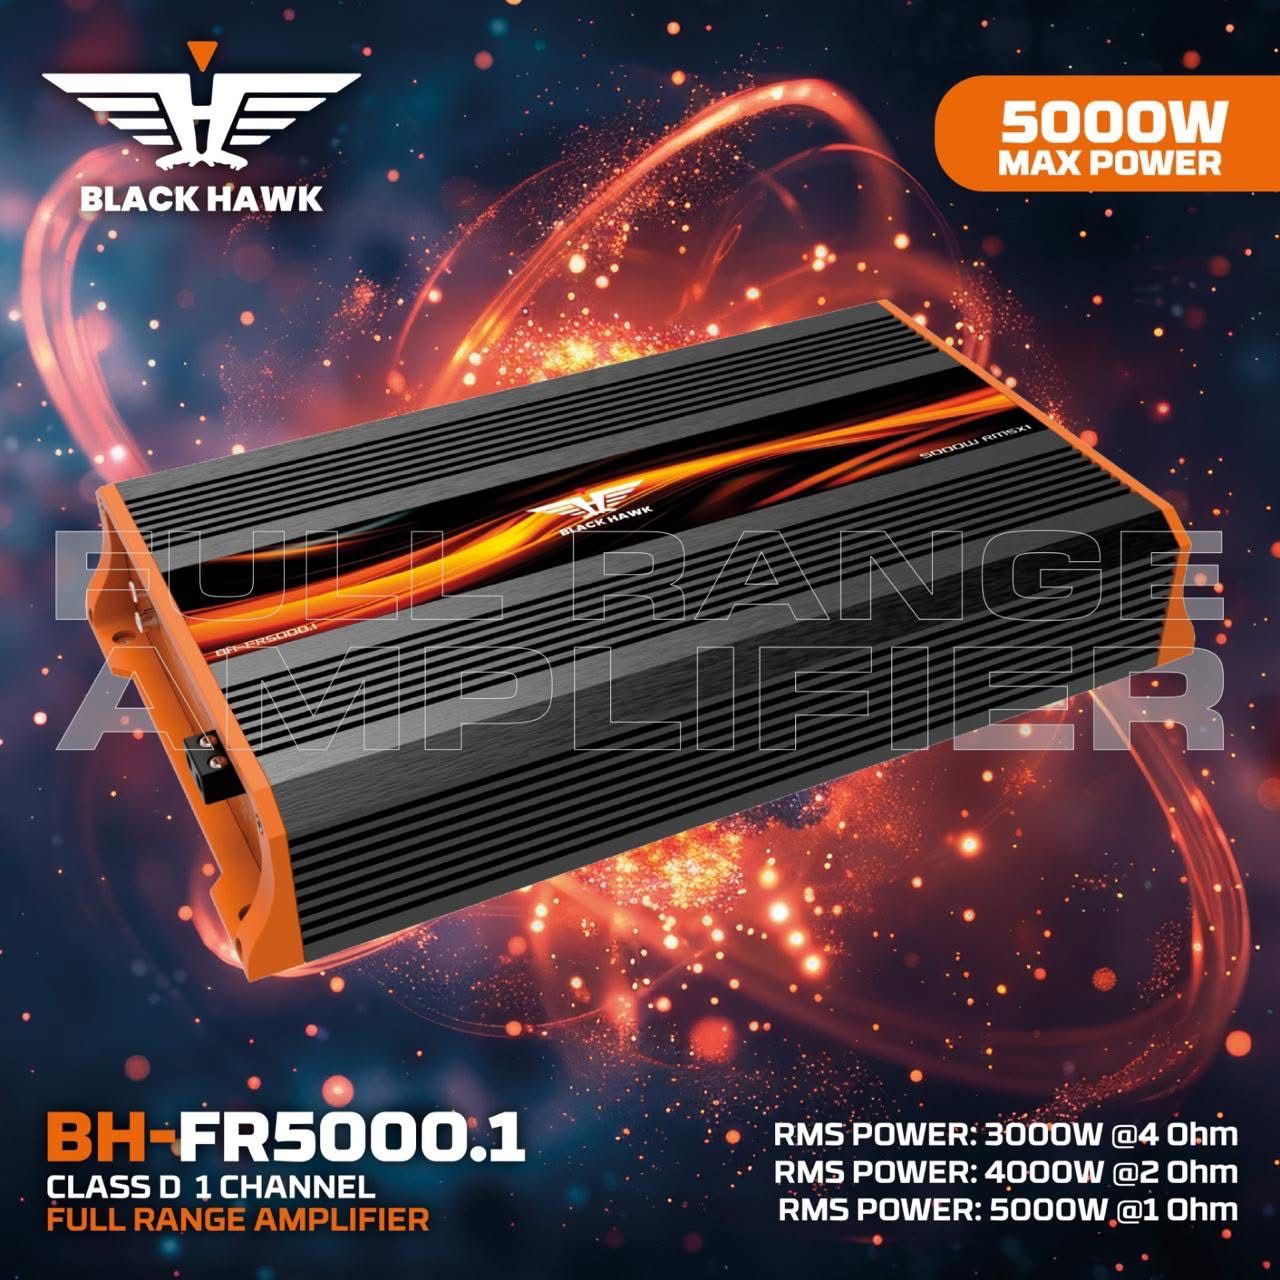 BLACK HAWK
5000W
MAX POWER
5000W RMSX1
BLACK HAWK
BH-FR5000.1
FULL RANGE
AMPLIFIER
BH-FR5000.1
CLASS D 1 CHANNEL
FULL RANGE AMPLIFIER
RMS POWER: 3000W @4 Ohm
RMS POWER: 4000W @2 Ohm
RMS POWER: 5000W @1 Ohm